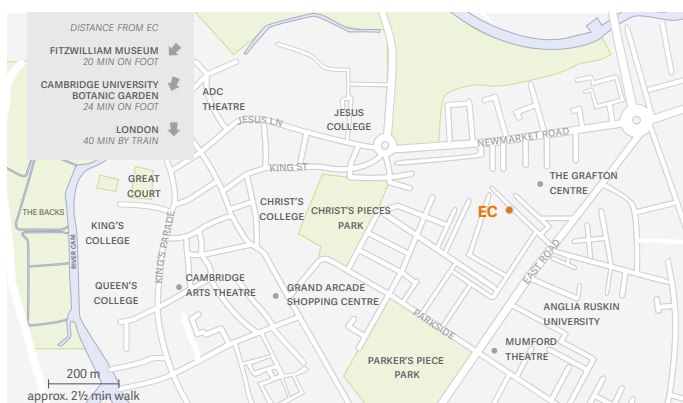 DISTANCE FROM EC
FITZWILLIAM MUSEUM
20 MIN ON FOOT
CAMBRIDGE UNIVERSITY
BOTANIC GARDEN
24 MIN ON FOOT
LONDON
40 MIN BY TRAIN
ADC
THEATRE
JESUS LN
JESUS
COLLEGE
NEWMARKET ROAD
KING ST
GREAT
COURT
THE GRAFTON
CENTRE
THE BACKS
KING'S
COLLEGE
RIVER CAM
KING'S PARADE
CHRIST'S
COLLEGE
CHRIST'S PIECES
PARK
EC
EAST ROAD
QUEEN'S
COLLEGE
CAMBRIDGE
ARTS THEATRE
GRAND ARCADE
SHOPPING CENTRE
PARKSIDE
ANGLIA RUSKIN
UNIVERSITY
MUMFORD
THEATRE
PARKER'S PIECE
PARK
200 m
approx. 2½ min walk